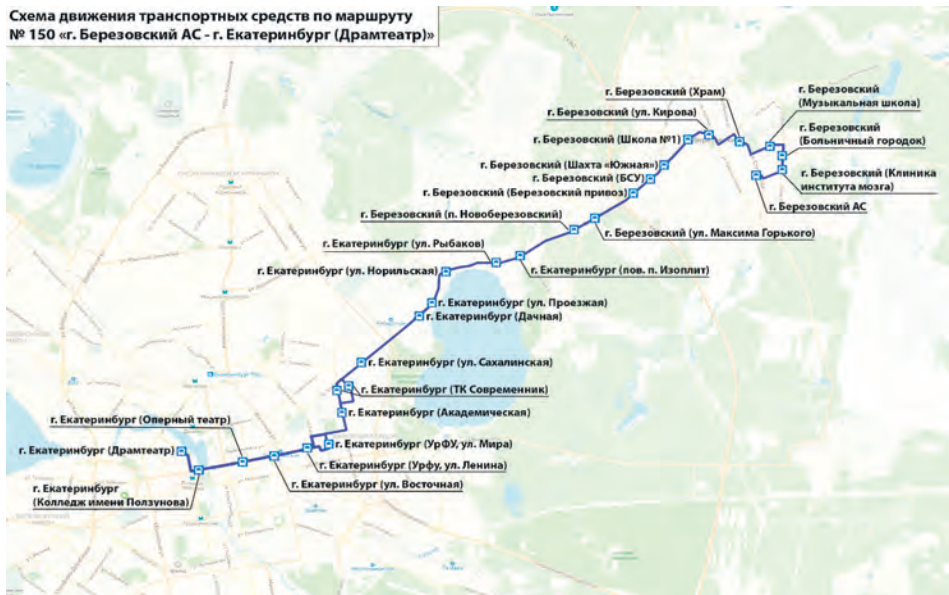 Схема движения транспортных средств по маршруту
№ 150 «г. Березовский АС - г. Екатеринбург (Драмтеатр)»
г. Березовский (Храм)
г. Березовский
(Музыкальная школа)
г. Березовский (ул. Кирова)
г. Березовский
(Больничный городок)
г. Березовский (Школа №1)
г. Березовский (Шахта «Южная»)
г. Березовский (Клиника
института мозга)
г. Березовский (БСУ)
г. Березовский (Березовский привоз)
г. Березовский АС
г. Березовский (п. Новоберезовский)
г. Березовский (ул. Максима Горького)
г. Екатеринбург (ул. Рыбаков)
г. Екатеринбург (ул. Норильская)
г. Екатеринбург (пов. п. Изоплит)
г. Екатеринбург (ул. Проезжая)
г. Екатеринбург (Дачная)
г. Екатеринбург (ул. Сахалинская)
г. Екатеринбург (ТК Современник)
г. Екатеринбург (Академическая)
г. Екатеринбург (Оперный театр)
г. Екатеринбург (УрФУ, ул. Мира)
г. Екатеринбург (Драмтеатр)
г. Екатеринбург (Урфу, ул. Ленина)
г. Екатеринбург (ул. Восточная)
г. Екатеринбург
(Колледж имени Ползунова)